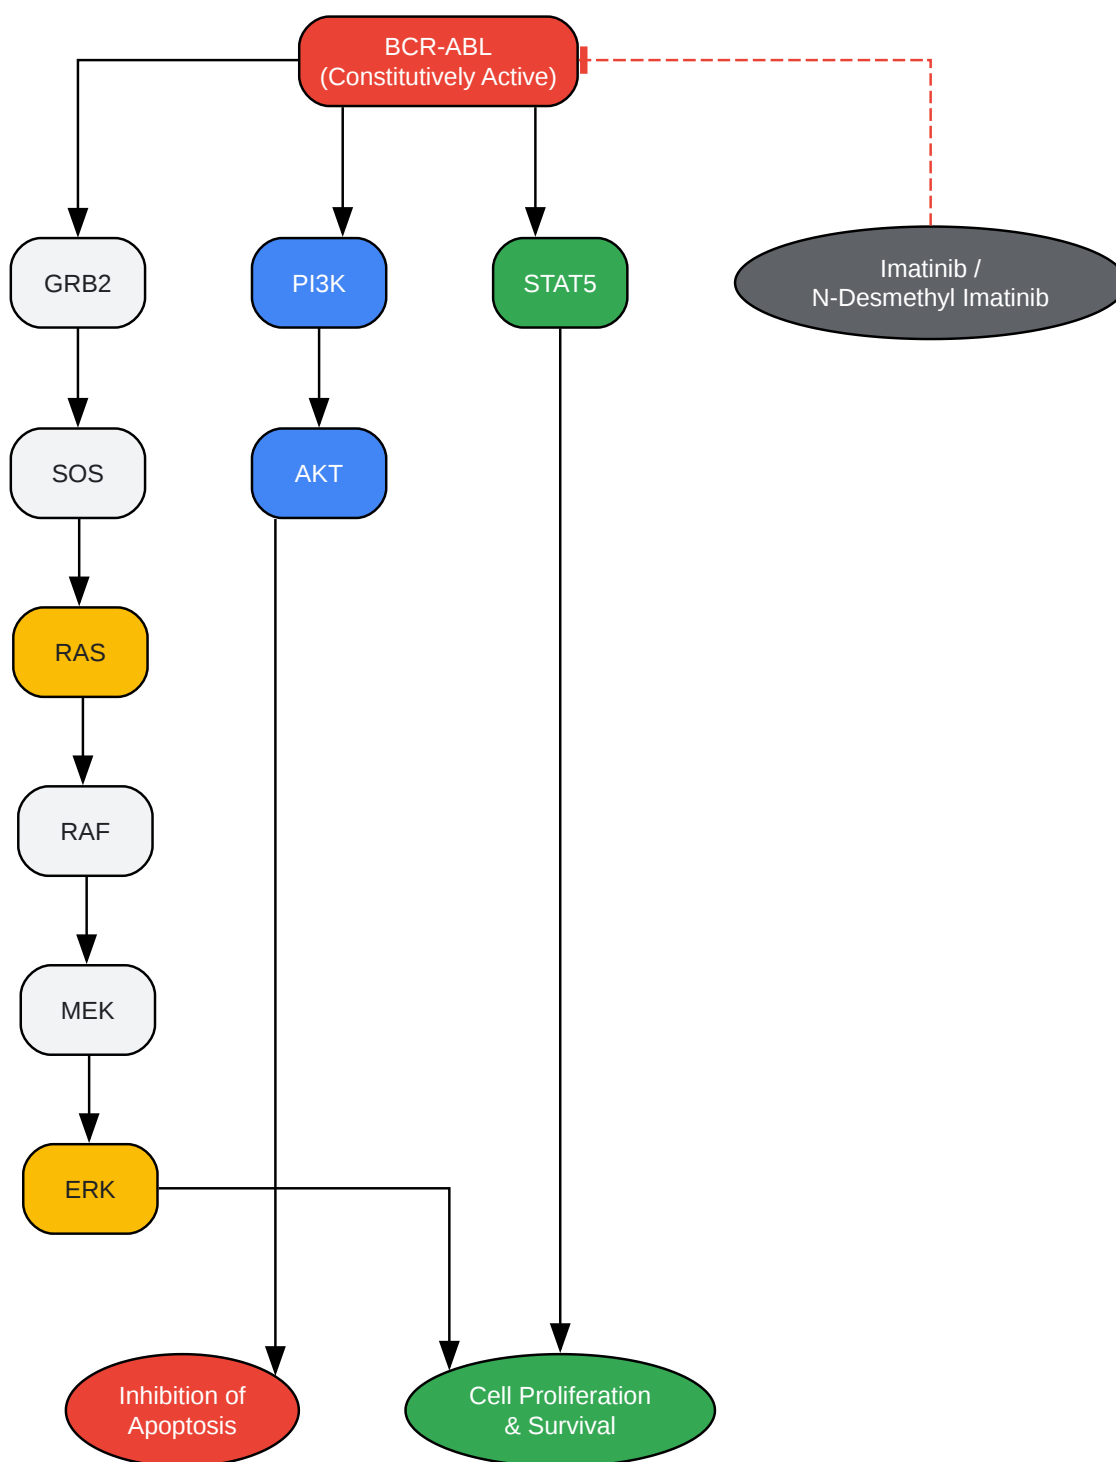 BCR-ABL
(Constitutively Active)
GRB2
PI3K
STAT5
Imatinib /
N-Desmethyl Imatinib
SOS
AKT
RAS
RAF
MEK
ERK
Inhibition of
Apoptosis
Cell Proliferation
& Survival